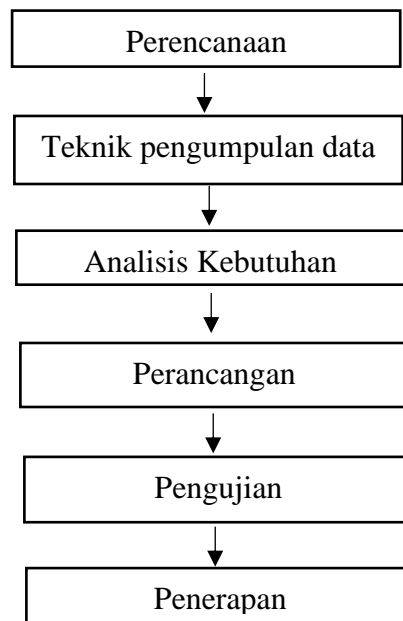 Perencanaan
Teknik pengumpulan data
Analisis Kebutuhan
Perancangan
Pengujian
Penerapan